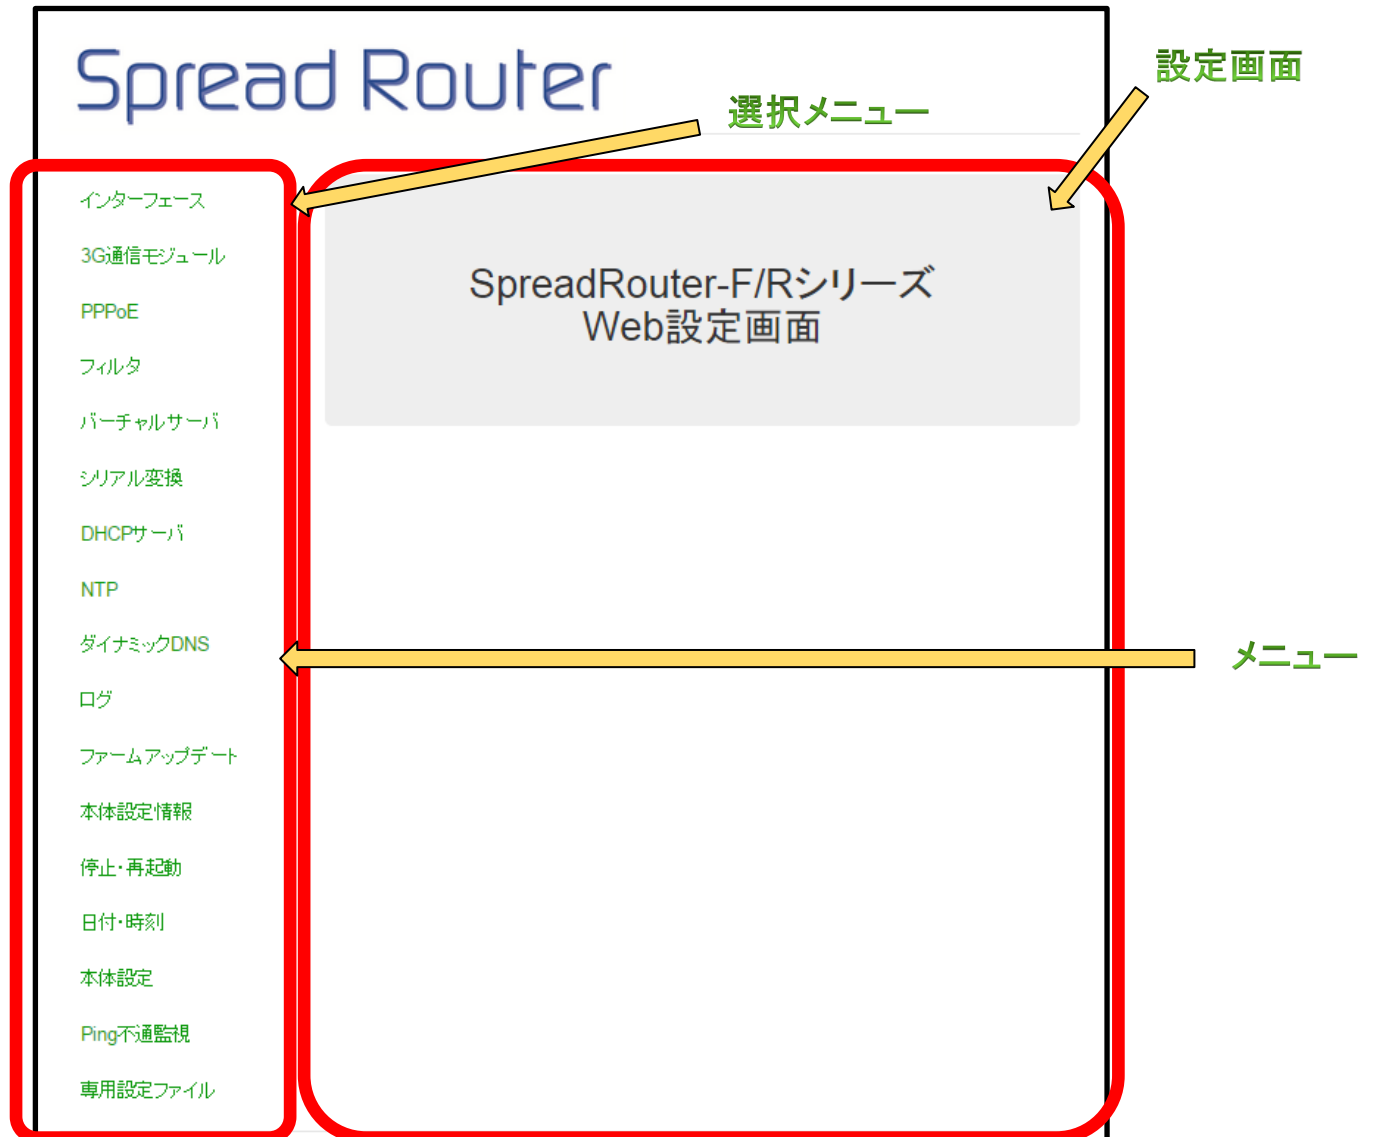 Spread Router
選択メニュー
設定画面
インターフェース
3G通信モジュール
PPPoE
フィルタ
バーチャルサーバ
シリアル変換
DHCPサーバ
NTP
ダイナミックDNS
ログ
ファームアップデート
本体設定情報
停止・再起動
日付・時刻
本体設定
Ping不通監視
専用設定ファイル
SpreadRouter-F/Rシリーズ
Web設定画面
メニュー